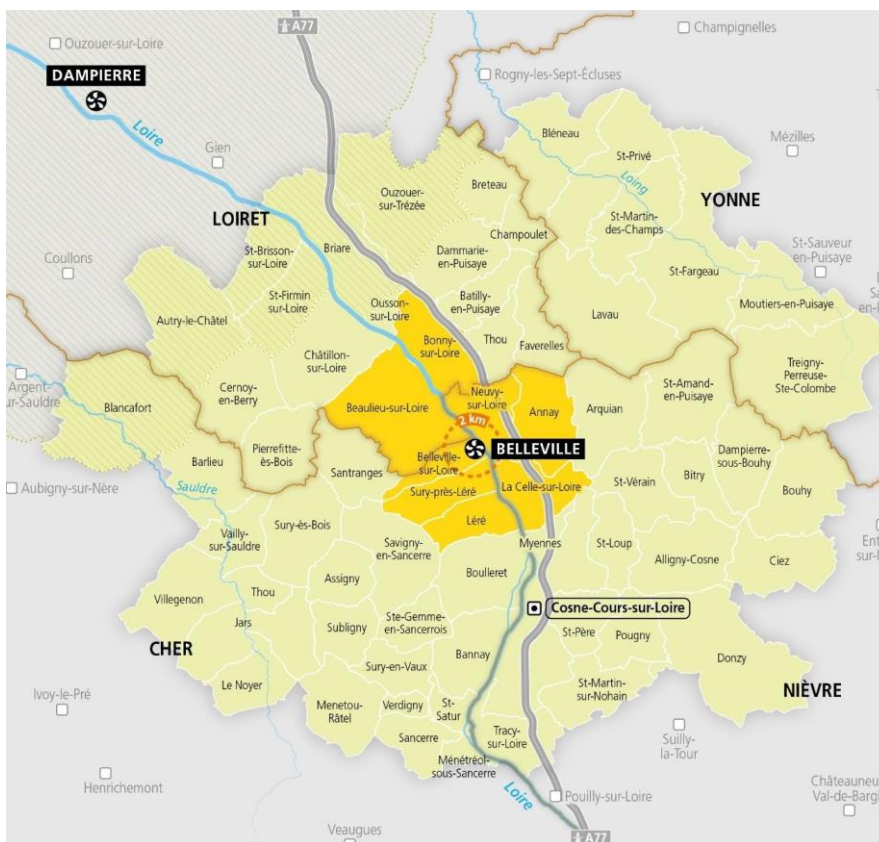 A77
Champignelles
Ouzouer-sur-Loire
DAMPIERRE
Rogny-les-Sept-Écluses
Loire
Bléneau
Mézilles
Gien
St-Privé
Loing
Ouzouer-
sur-Trézée
Breteau
YONNE
LOIRET
St-Martin-
des-Champs
Champoulet
St-Brisson-
sur-Loire
Briare
Dammarie-
en-Puisaye
St-Sauveur
en-Puisaye
Coullons
St-Fargeau
St-Firmin
sur-Loire
Ousson-
sur-Loire
Batilly-
en-Puisaye
Moutiers-en-Puisaye
Autry-le-Châtel
Lavau
Bonny-
sur-Loire
Thou
Faverelles
Châtillon-
sur-Loire
Treigny-
Perreuse-
Ste-Colombe
Argent
sur-Sauldre
Cernoy-
en-Berry
St-Amand-
en-Puisaye
Neuvy-
sur-Loire
Blancafort
Beaulieu-sur-Loire
Annay
Arquian
2 km
Pierrefitte-
ès-Bois
Barlieu
BELLEVILLE
Belleville-
sur-Loire
Dampierre-
sous-Bouhy
Santranges
Bitry
St-Vérain
La Celle-sur-Loire
Aubigny-sur-Nère
Sauldre
Sury-près-Léré
Bouhy
Léré
Sury-ès-Bois
Vailly-
sur-Sauldre
Myennes
St-Loup
Savigny-
en-Sancerre
Alligny-Cosne
Ciez
Boulleret
Assigny
Thou
Villegenon
Cosne-Cours-sur-Loire
Ste-Gemme-
en-Sancerrois
Jars
Subligny
St-Père
Pougny
CHER
Bannay
Donzy
Sury-en-Vaux
Le Noyer
St-Martin-
sur-Nohain
NIÈVRE
Ivoy-le-Pré
Menetou-
Râtel
Verdigny
St-
Satur
Sancerre
Tracy-
sur-Loire
Suilly-
la-Tour
Ménétréol-
sous-Sancerre
Henrichemont
Loire
Pouilly-sur-Loire
Châteauneu
Val-de-Barg
Veaugues
A77